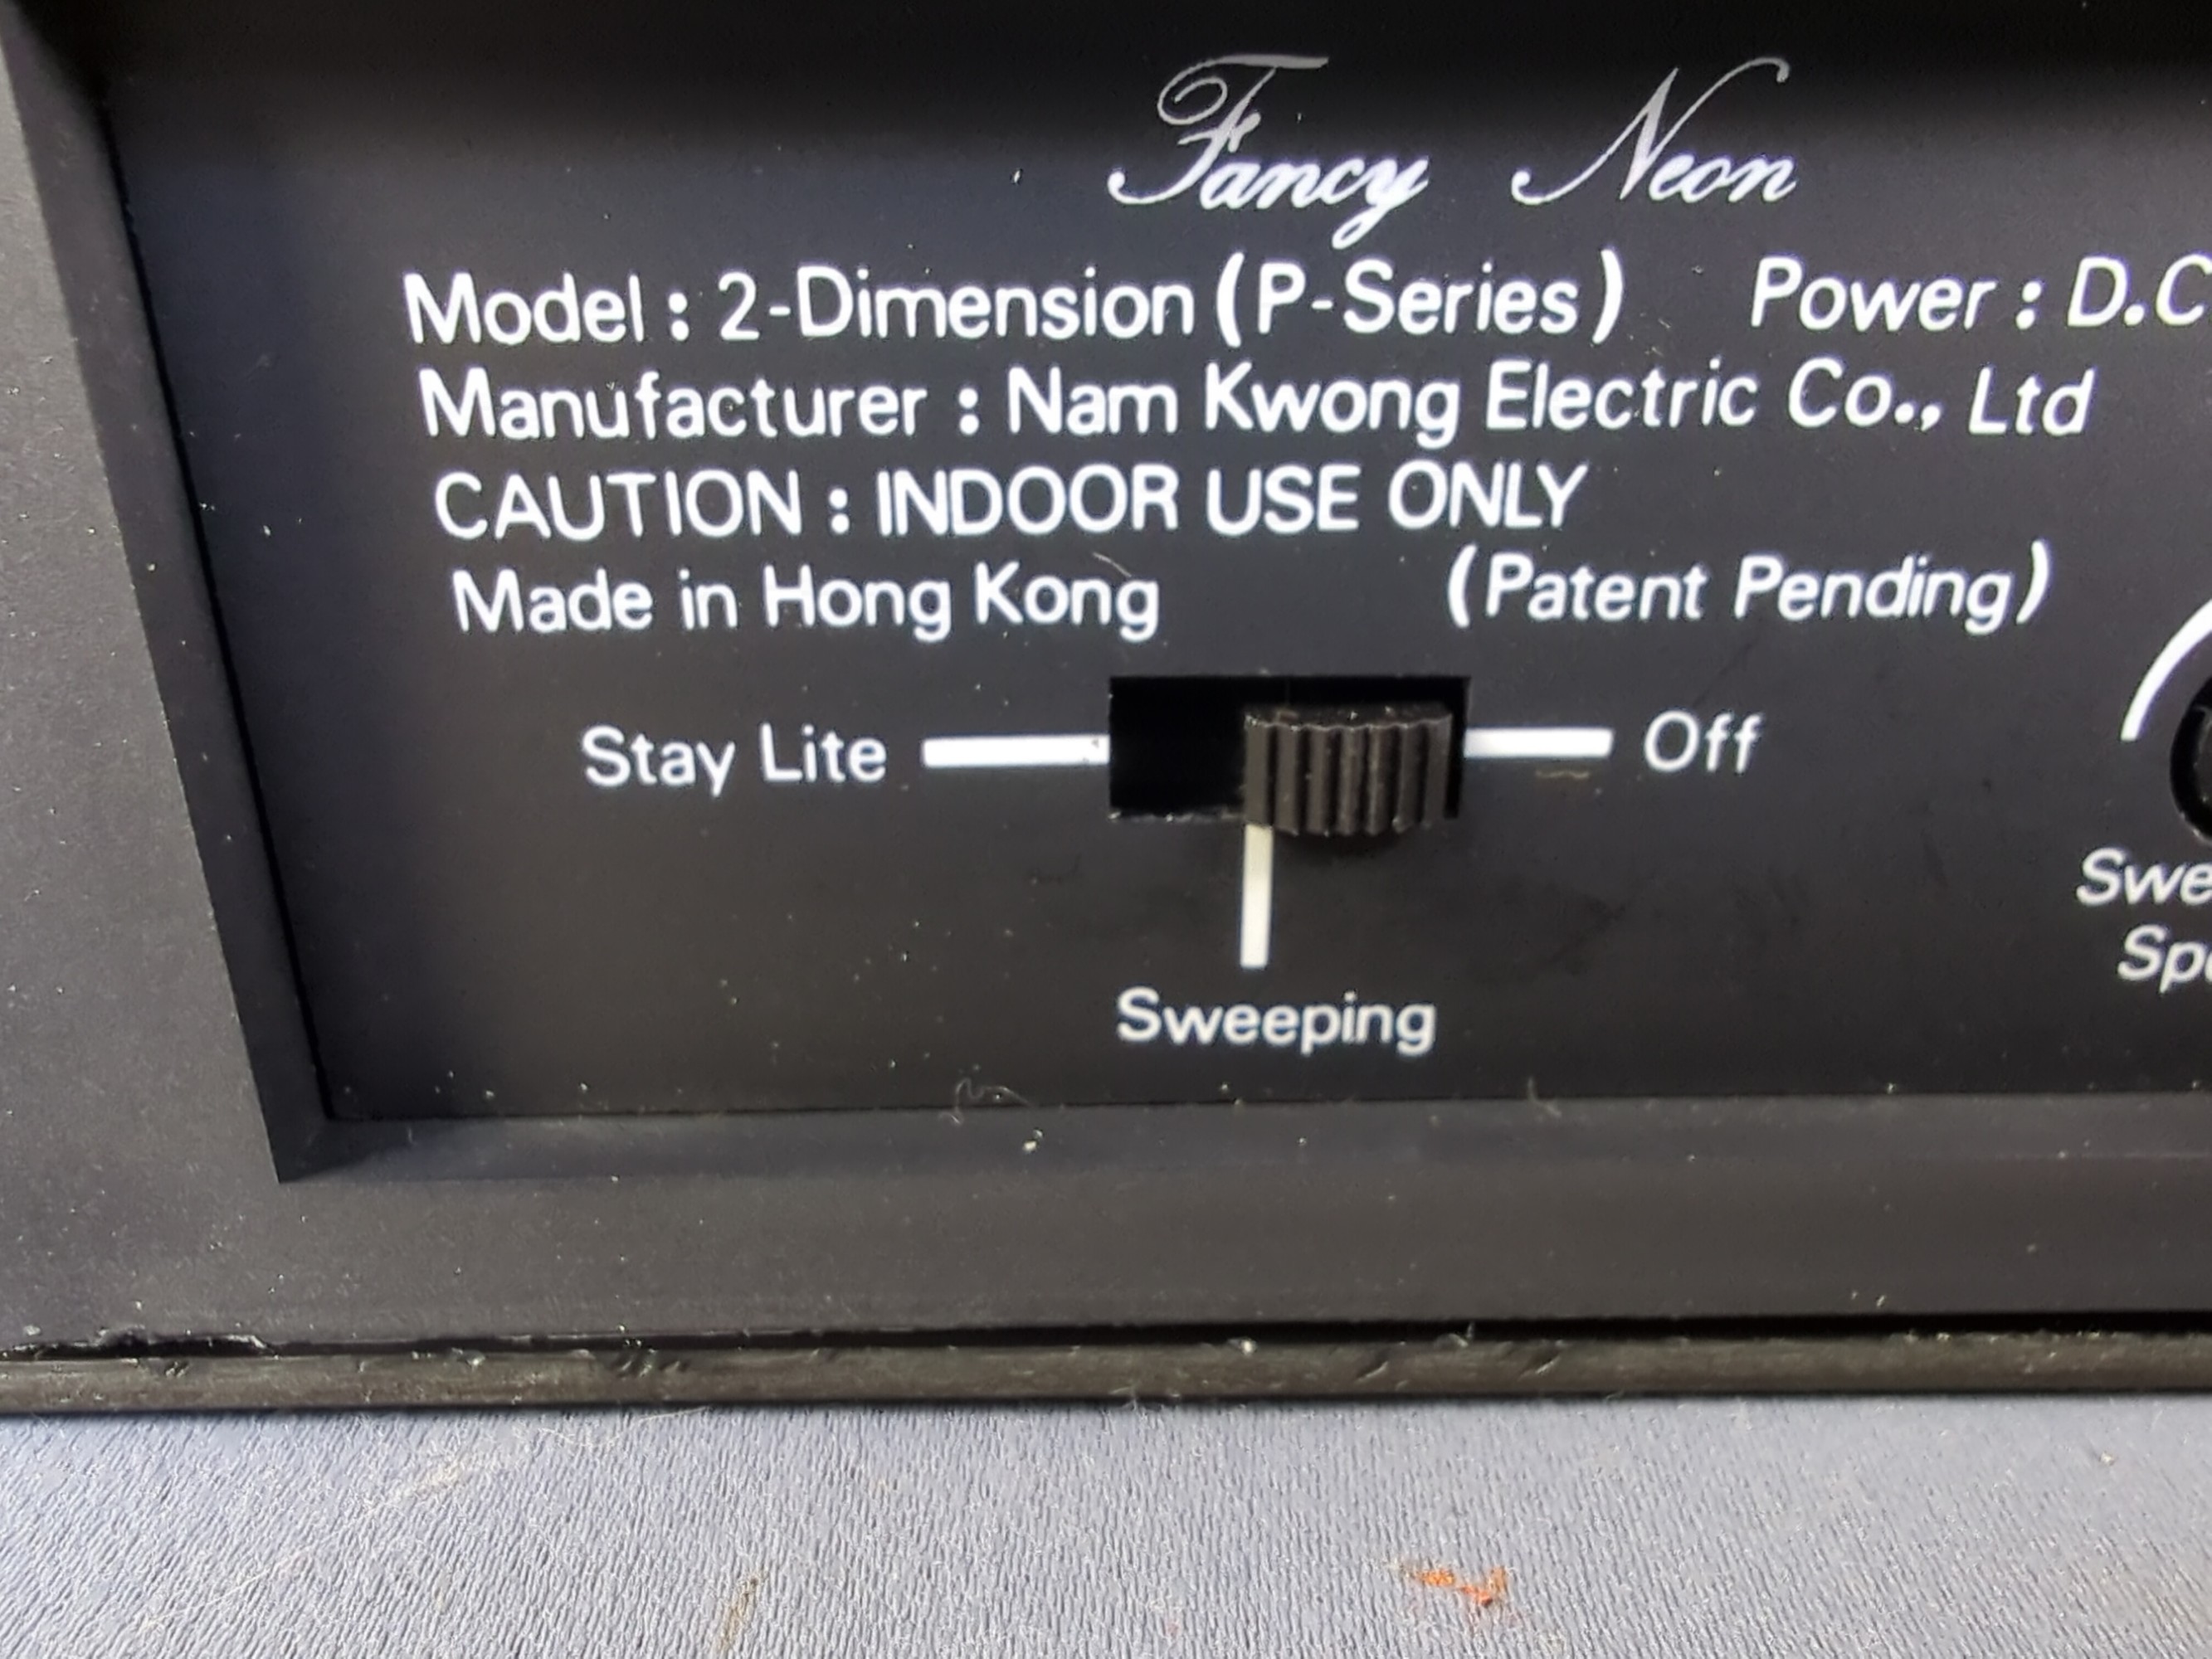 Fancy Neon
Model : 2-Dimension (P-Series) Power : D.C
Manufacturer : Nam Kwong Electric Co., Ltd
CAUTION : INDOOR USE ONLY
Made in Hong Kong (Patent Pending)
Stay Lite Off
Sweeping